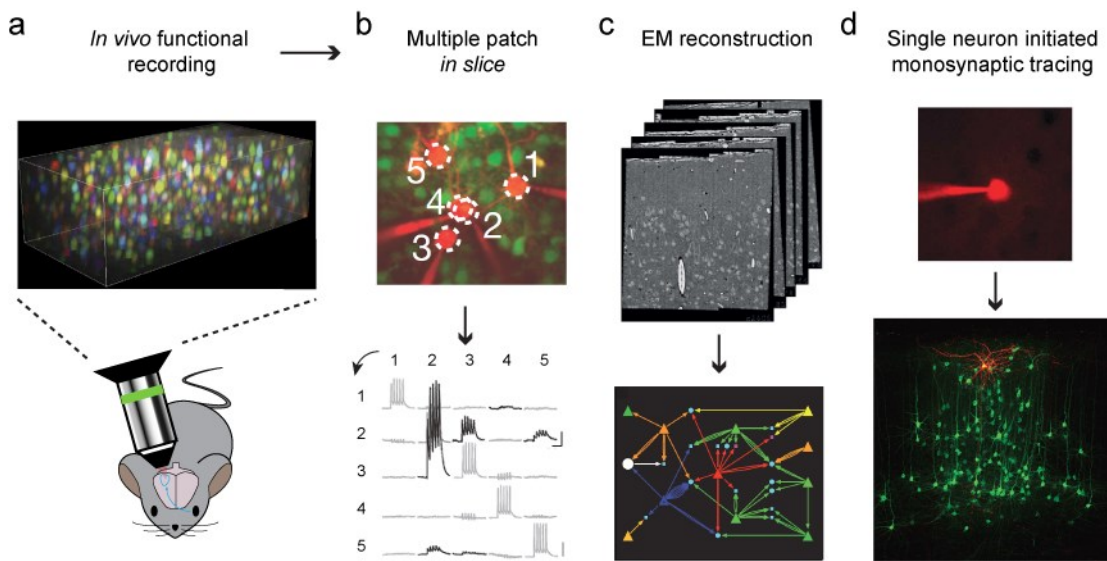 a
In vivo functional
recording
b
Multiple patch
in slice
c
EM reconstruction
d
Single neuron initiated
monosynaptic tracing
5
1
4
2
3
1 2 3 4 5
1
2
3
4
5